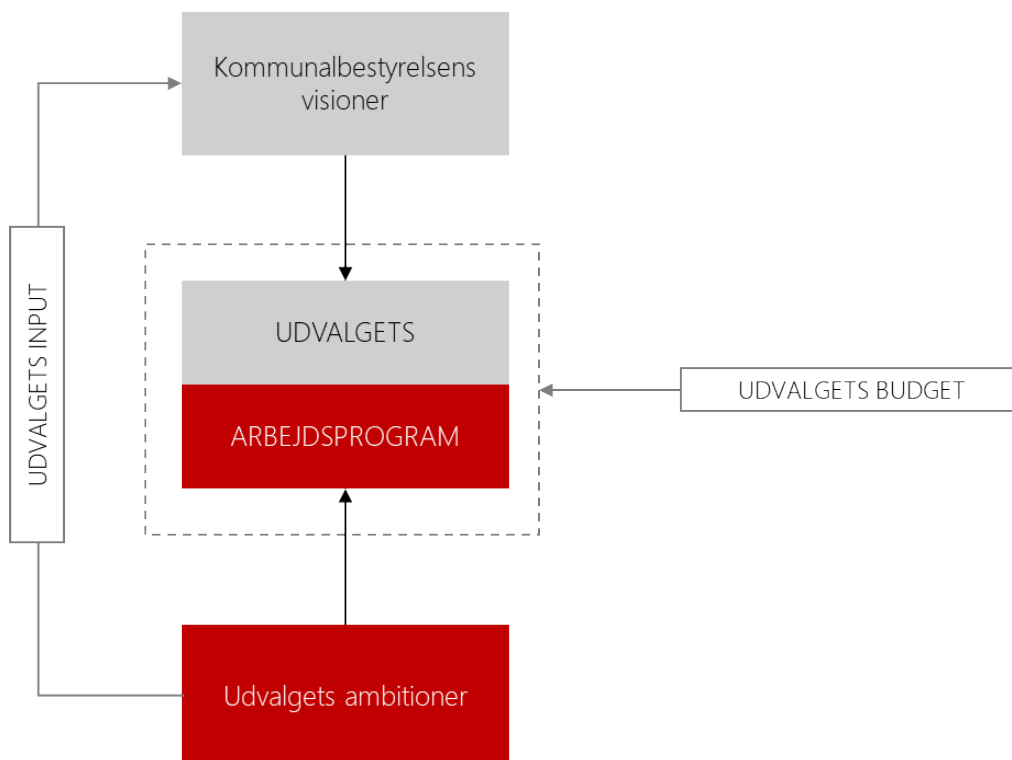 Kommunalbestyrelsens
visioner
UDVALGETS INPUT
UDVALGETS
ARBEJDSPROGRAM
UDVALGETS BUDGET
Udvalgets ambitioner